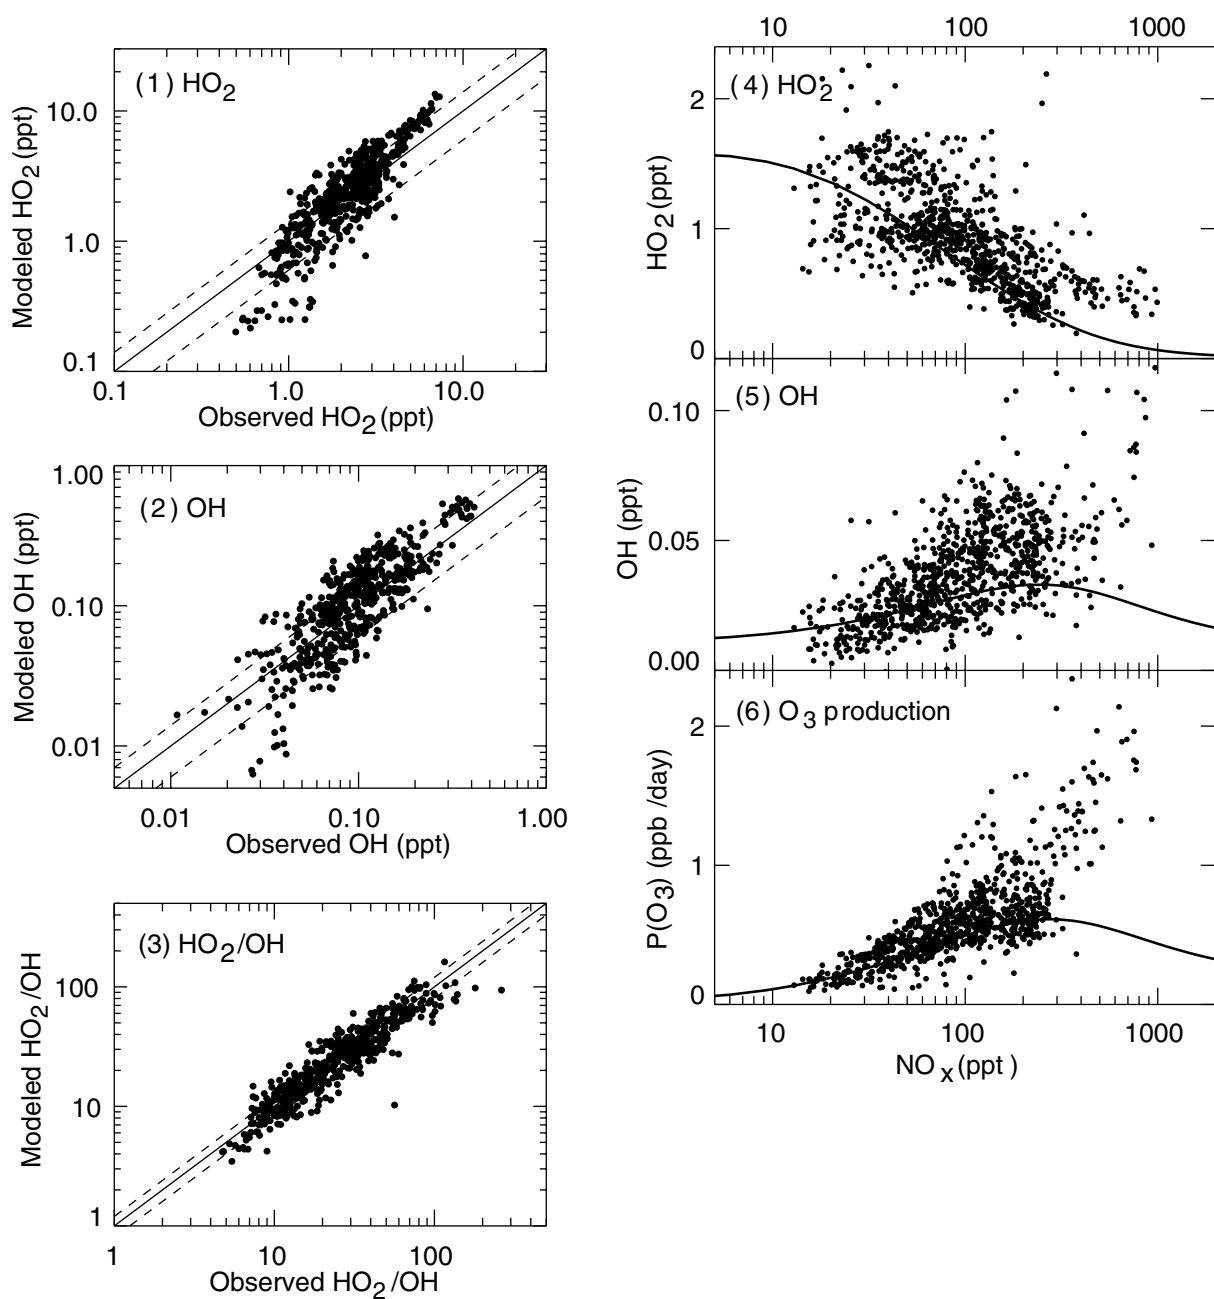 (1) HO2
Modeled HO2 (ppt)
10.0
1.0
0.1
0.1 1.0 10.0
Observed HO2 (ppt)
(2) OH
Modeled OH (ppt)
1.00
0.10
0.01
0.01 0.10 1.00
Observed OH (ppt)
(3) HO2/OH
Modeled HO2/OH
100
10
1
1 10 100
Observed HO2/OH
10 100 1000
(4) HO2
HO2 (ppt)
2
1
0
(5) OH
OH (ppt)
0.10
0.05
0.00
(6) O3 production
P(O3) (ppb/day)
2
1
0
10 100 1000
NOx (ppt)